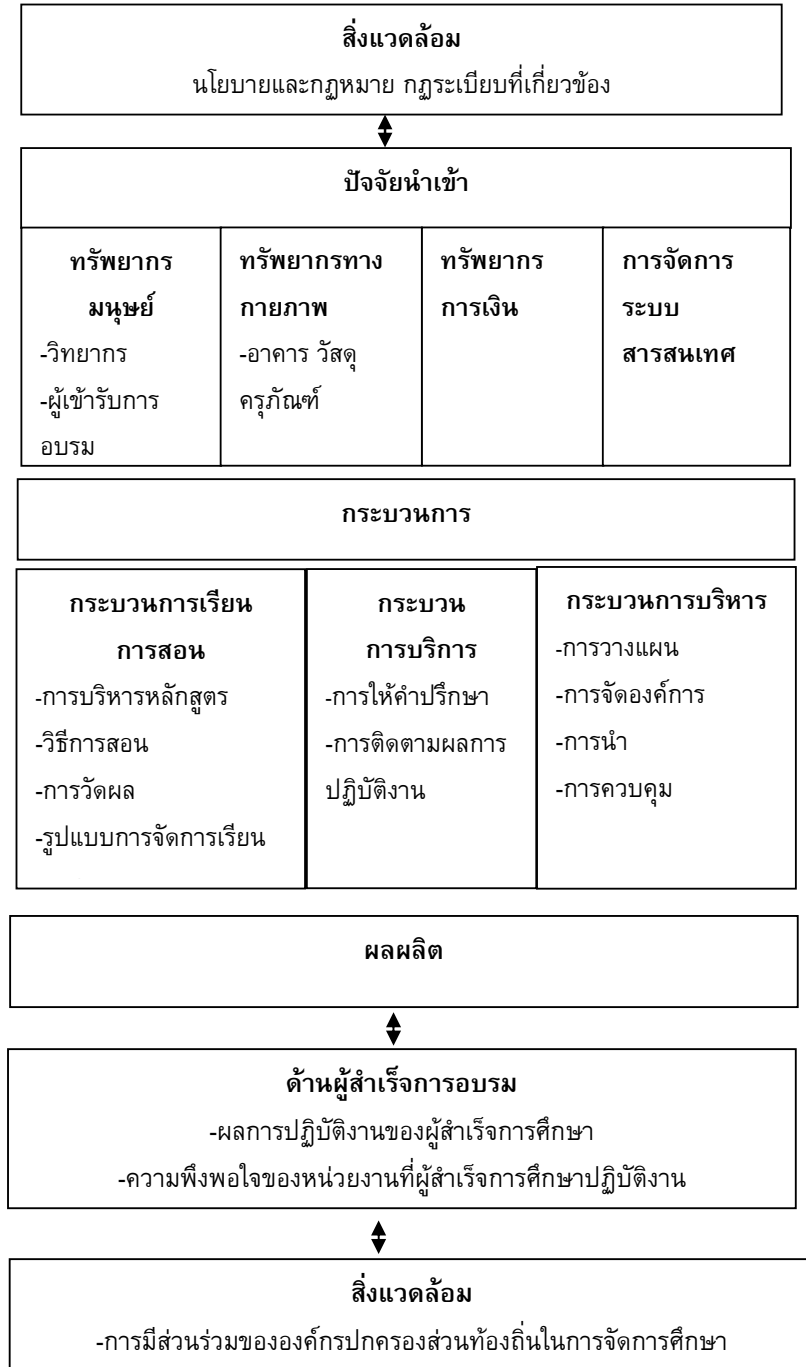 สิ่งแวดล้อม
นโยบายและกฎหมาย กฎระเบียบที่เกี่ยวข้อง
ปัจจัยนำเข้า
ทรัพยากร
มนุษย์
-วิทยากร
-ผู้เข้ารับการ
อบรม
ทรัพยากรทาง
กายภาพ
-อาคาร วัสดุ
ครุภัณฑ์
ทรัพยากร
การเงิน
การจัดการ
ระบบ
สารสนเทศ
กระบวนการ
กระบวนการเรียน
การสอน
-การบริหารหลักสูตร
-วิธีการสอน
-การวัดผล
-รูปแบบการจัดการเรียน
กระบวน
การบริการ
-การให้คำปรึกษา
-การติดตามผลการ
ปฏิบัติงาน
กระบวนการบริหาร
-การวางแผน
-การจัดองค์การ
-การนำ
-การควบคุม
ผลผลิต
ด้านผู้สำเร็จการอบรม
-ผลการปฏิบัติงานของผู้สำเร็จการศึกษา
-ความพึงพอใจของหน่วยงานที่ผู้สำเร็จการศึกษาปฏิบัติงาน
สิ่งแวดล้อม
-การมีส่วนร่วมขององค์กรปกครองส่วนท้องถิ่นในการจัดการศึกษา